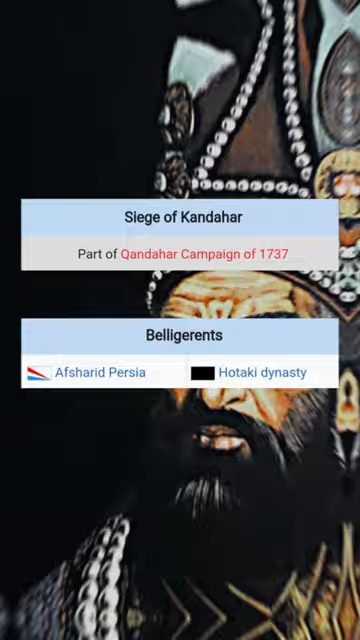 Siege of Kandahar
Part of Qandahar Campaign of 1737
Belligerents
Afsharid Persia
Hotaki dynasty